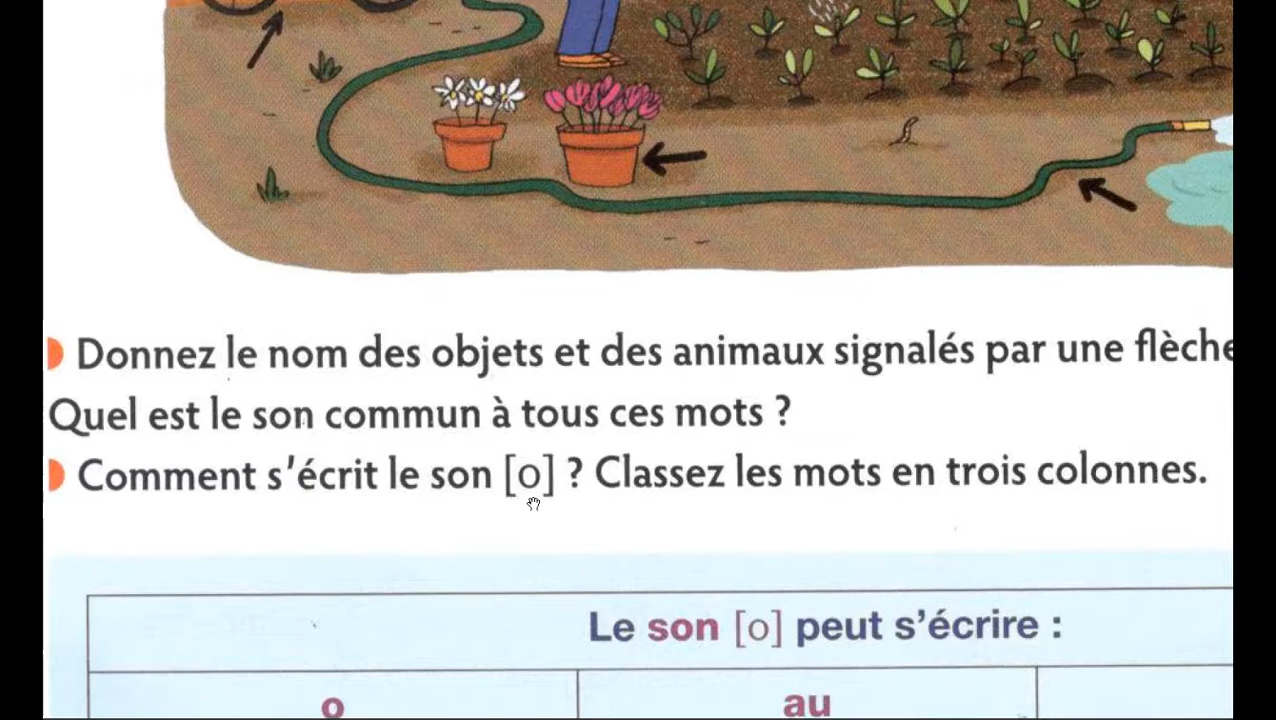 Donnez le nom des objets et des animaux signalés par une flèche
Quel est le son commun à tous ces mots ?
Comment s'écrit le son [o] ? Classez les mots en trois colonnes.
Le son [o] peut s'écrire :
o
au